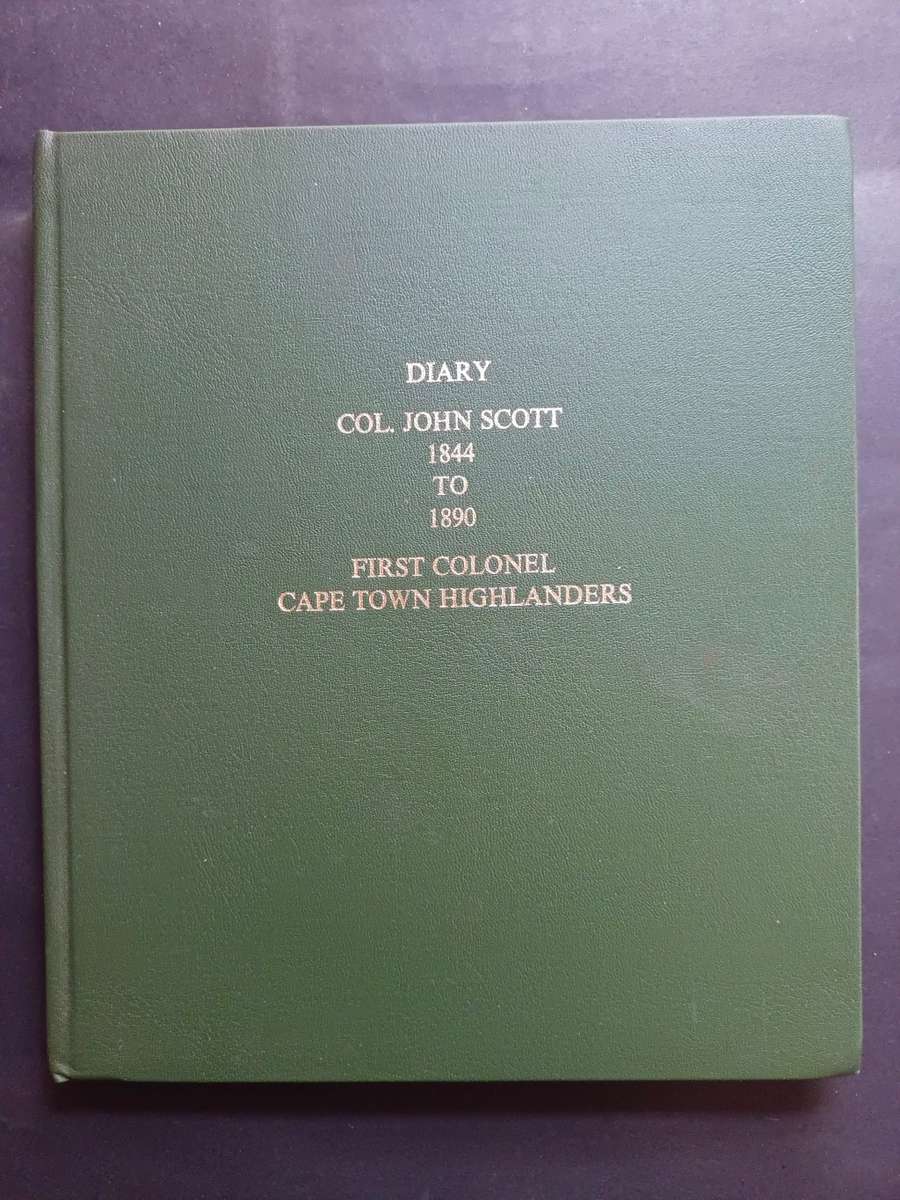 DIARY
COL. JOHN SCOTT
1844
TO
1890
FIRST COLONEL
CAPE TOWN HIGHLANDERS